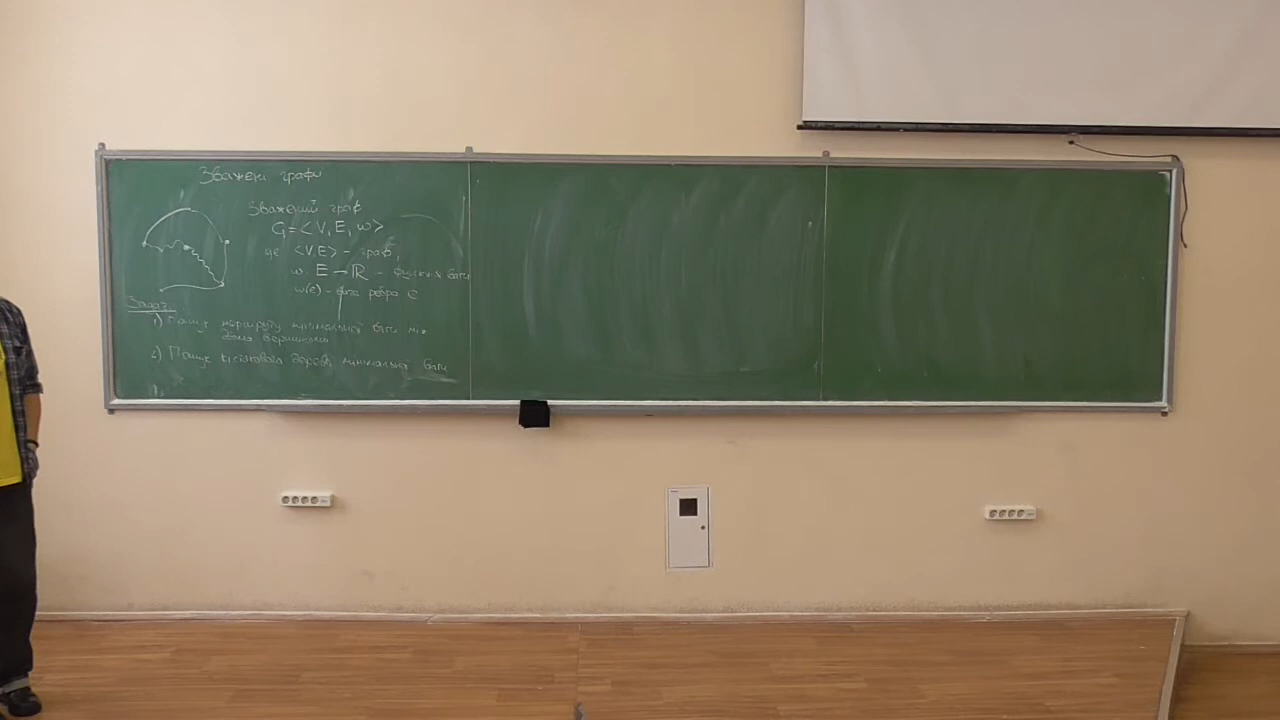 Зважені графи
Зважений граф
G = <V, E, w>
де <V, E> - граф,
w: E → ℝ - функція ваги
w(e) - вага ребра e
Задачі:
1) Пошук маршруту мінімальної ваги між
двома вершинами
2) Пошук кістякового дерева мінімальної ваги